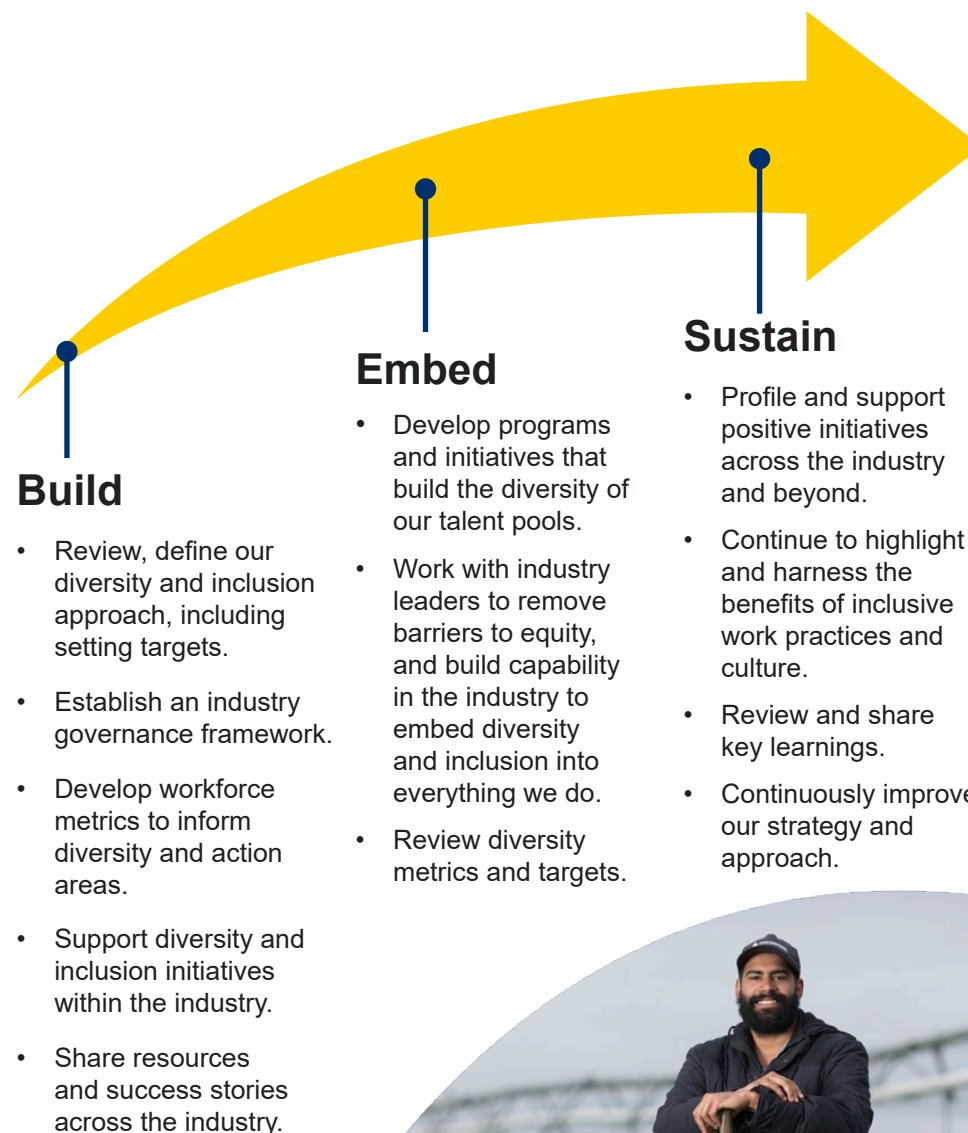 Build
• Review, define our
diversity and inclusion
approach, including
setting targets.
• Establish an industry
governance framework.
• Develop workforce
metrics to inform
diversity and action
areas.
• Support diversity and
inclusion initiatives
within the industry.
• Share resources
and success stories
across the industry.
Embed
• Develop programs
and initiatives that
build the diversity of
our talent pools.
• Work with industry
leaders to remove
barriers to equity,
and build capability
in the industry to
embed diversity
and inclusion into
everything we do.
• Review diversity
metrics and targets.
Sustain
• Profile and support
positive initiatives
across the industry
and beyond.
• Continue to highlight
and harness the
benefits of inclusive
work practices and
culture.
• Review and share
key learnings.
• Continuously improve
our strategy and
approach.